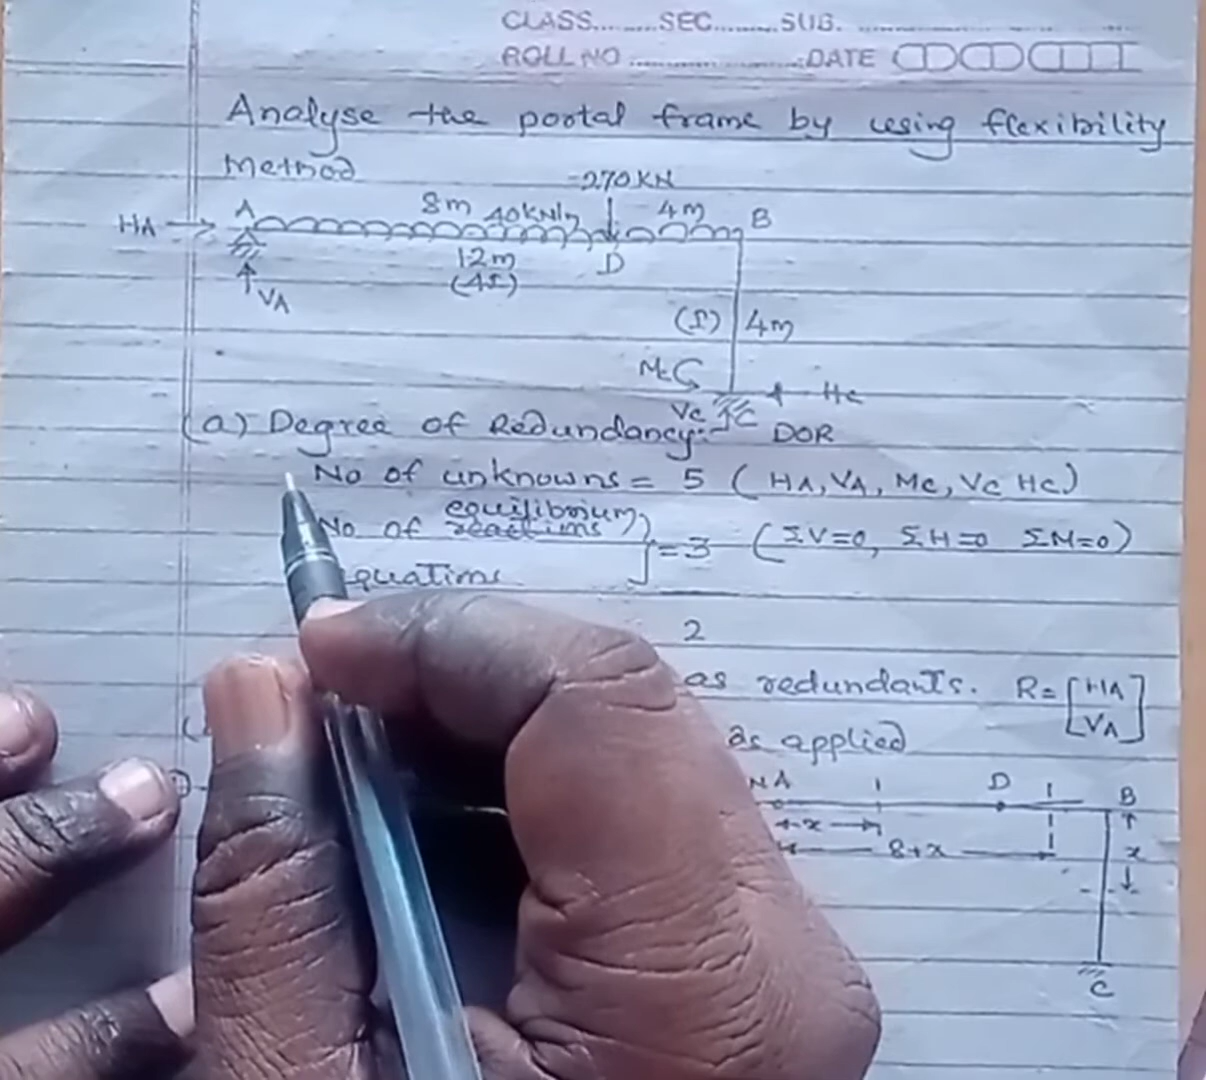 CLASS.........SEC.........SUB. ....................
ROLL NO ....................DATE
Analyse the portal frame by using flexibility
Method
270KN
A 8m 40kN/m 4m B
HA
12m D
(4I)
VA
(I) 4m
Mc Hc
Vc C
(a) Degree of Redundancy:- DOR
No of unknowns = 5 (HA, VA, Mc, Vc Hc)
equilibrium
No of reactions } = 3 (ΣV=0, ΣH=0 ΣM=0)
quations
2
as redundants. R = [HA
VA]
as applied
A D B
x
8+x x
C